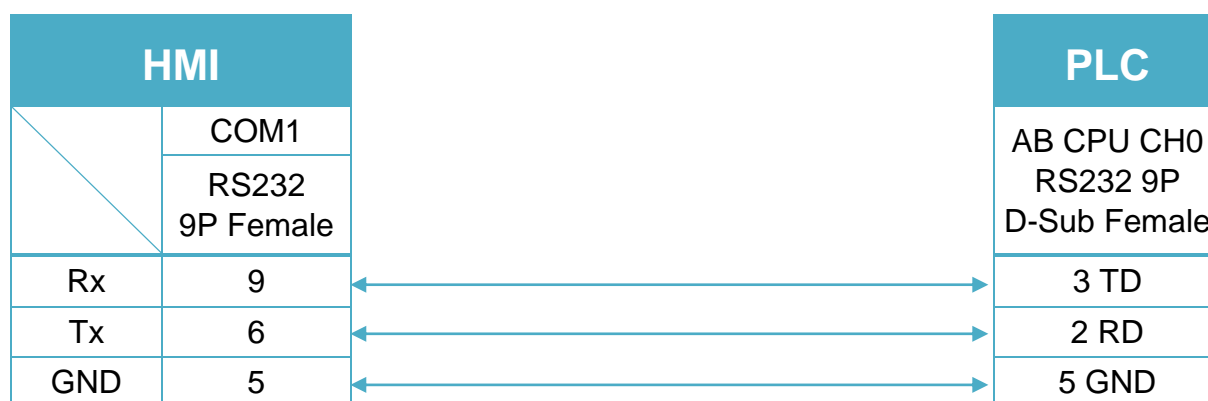 HMI
PLC
COM1
RS232
9P Female
AB CPU CH0
RS232 9P
D-Sub Female
Rx 9 3 TD
Tx 6 2 RD
GND 5 5 GND